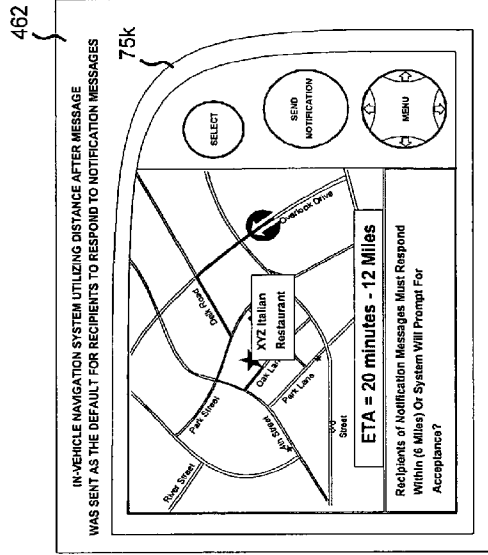 462
IN-VEHICLE NAVIGATION SYSTEM UTILIZING DISTANCE AFTER MESSAGE
WAS SENT AS THE DEFAULT FOR RECIPIENTS TO RESPOND TO NOTIFICATION MESSAGES
75k
River Street
Park Street
Delk Road
Overlook Drive
XYZ Italian
Restaurant
Oak Lane
Park Lane
Street
ETA = 20 minutes - 12 Miles
Recipients of Notification Messages Must Respond
Within (6 Miles) Or System Will Prompt For
Acceptance?
SELECT
SEND
NOTIFICATION
MENU